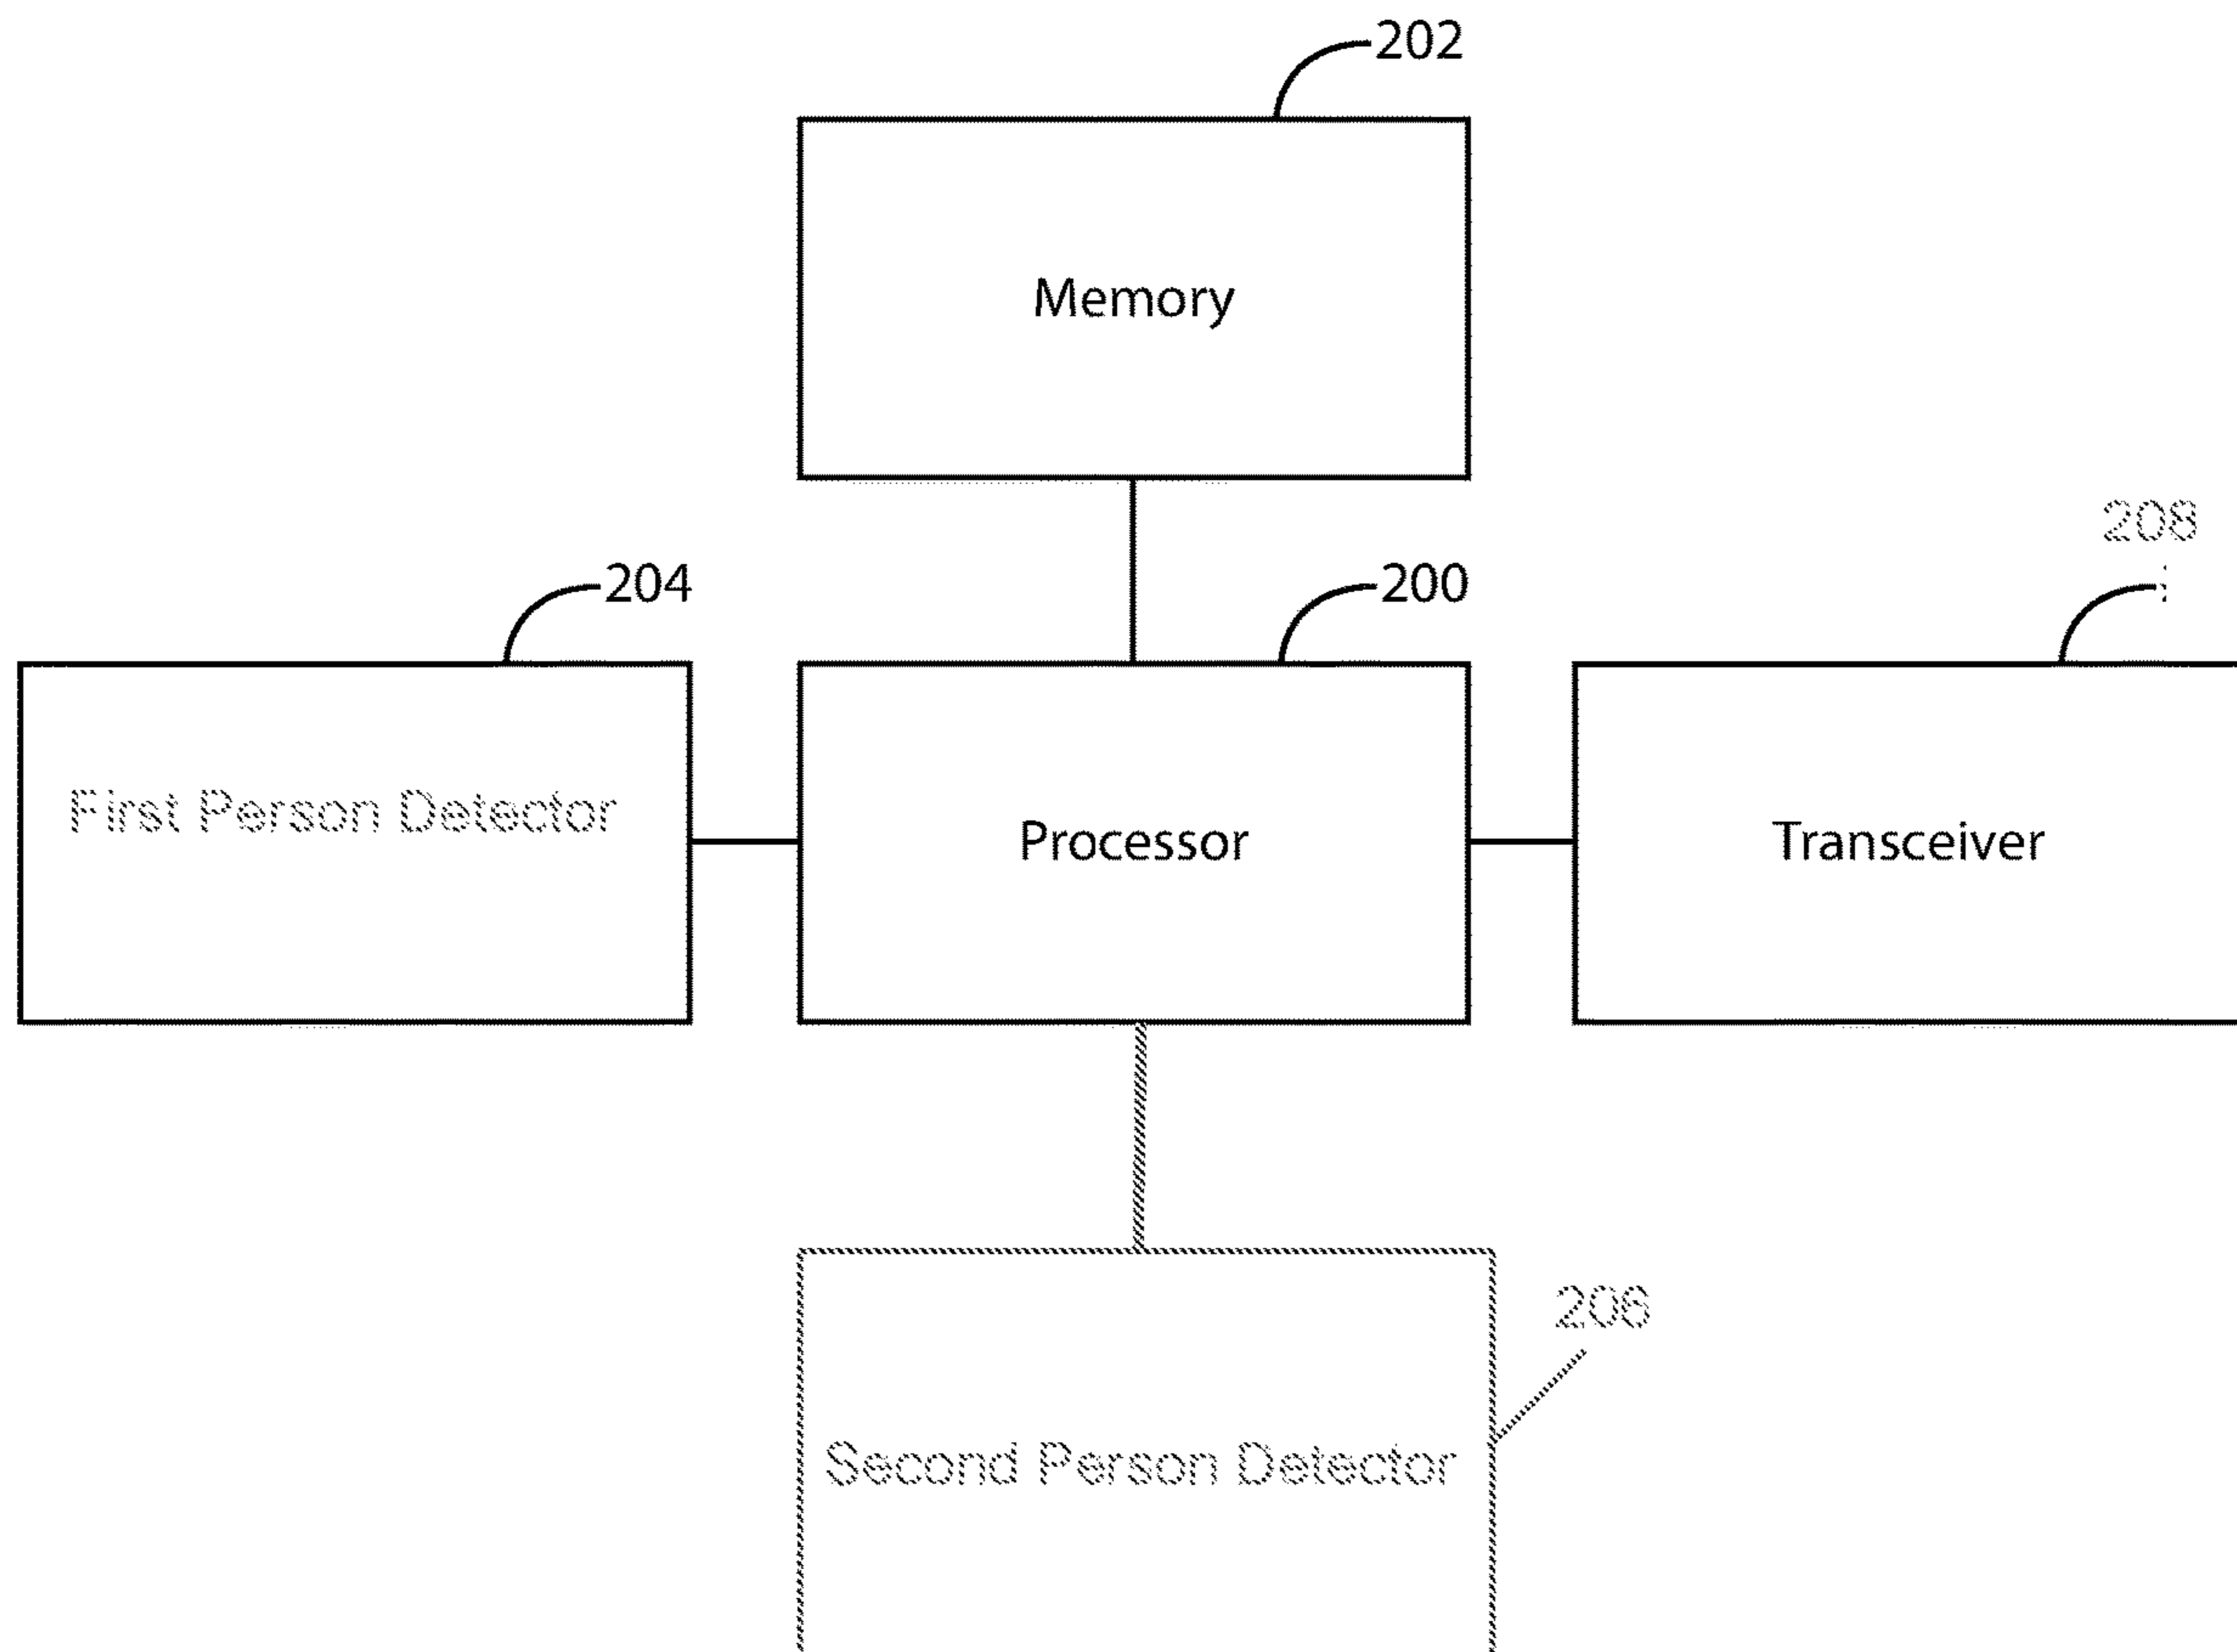 202
Memory
208
204
200
First Person Detector
Processor
Transceiver
206
Second Person Detector